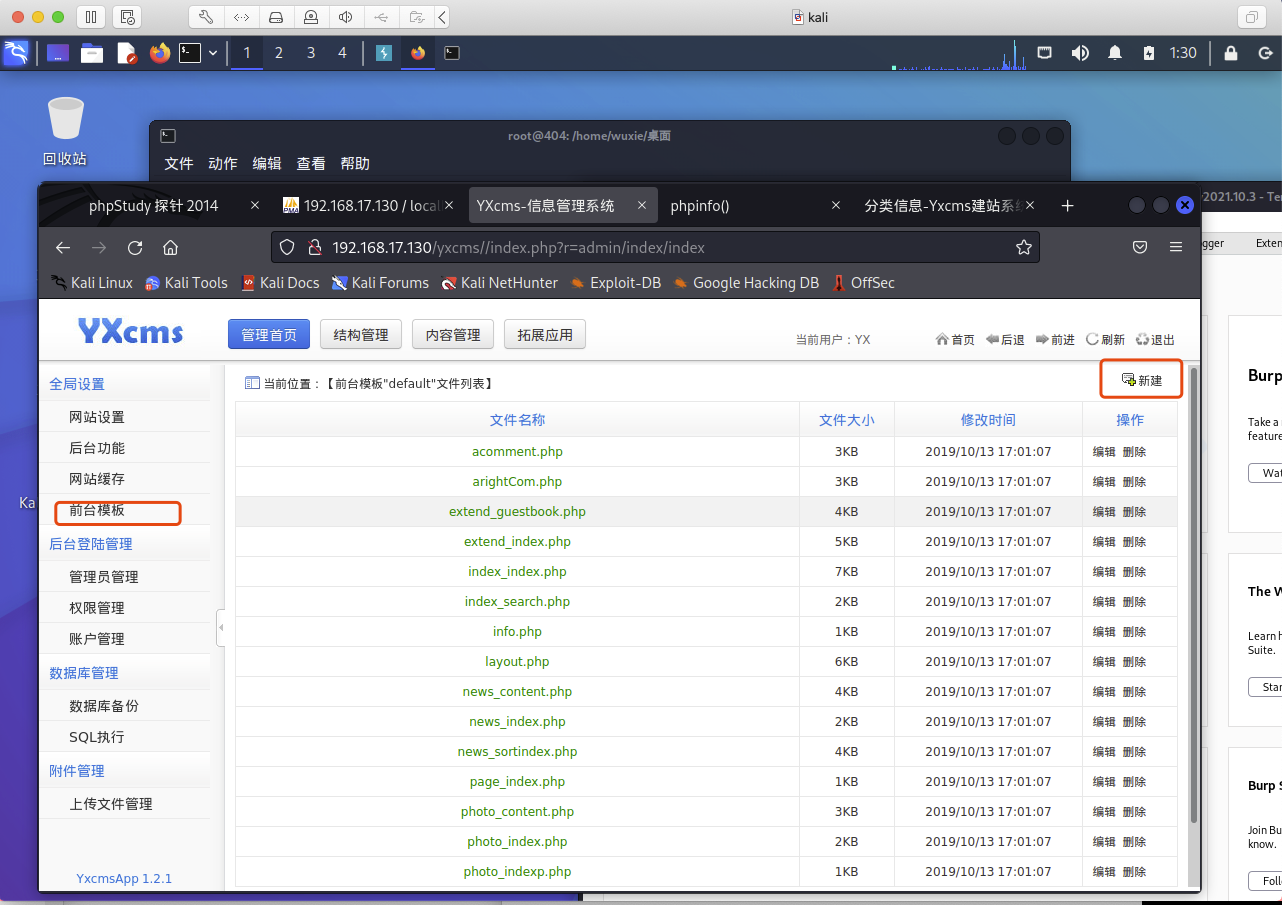 kali
1 2 3 4 1:30
回收站
root@404: /home/wuxie/桌面
文件 动作 编辑 查看 帮助
phpStudy 探针 2014
192.168.17.130 / local
YXcms-信息管理系统
phpinfo()
分类信息-Yxcms建站系统
2021.10.3 - Te
192.168.17.130/yxcms//index.php?r=admin/index/index
gger Exten
Kali Linux Kali Tools Kali Docs Kali Forums Kali NetHunter Exploit-DB Google Hacking DB OffSec
YXcms
管理首页 结构管理 内容管理 拓展应用
当前用户：YX
首页 后退 前进 刷新 退出
全局设置
网站设置
后台功能
网站缓存
前台模板
后台登陆管理
管理员管理
权限管理
账户管理
数据库管理
数据库备份
SQL执行
附件管理
上传文件管理
YxcmsApp 1.2.1
当前位置：【前台模板"default"文件列表】
新建
文件名称 文件大小 修改时间 操作
acomment.php 3KB 2019/10/13 17:01:07 编辑 删除
arightCom.php 3KB 2019/10/13 17:01:07 编辑 删除
extend_guestbook.php 4KB 2019/10/13 17:01:07 编辑 删除
extend_index.php 5KB 2019/10/13 17:01:07 编辑 删除
index_index.php 7KB 2019/10/13 17:01:07 编辑 删除
index_search.php 2KB 2019/10/13 17:01:07 编辑 删除
info.php 1KB 2019/10/13 17:01:07 编辑 删除
layout.php 6KB 2019/10/13 17:01:07 编辑 删除
news_content.php 4KB 2019/10/13 17:01:07 编辑 删除
news_index.php 2KB 2019/10/13 17:01:07 编辑 删除
news_sortindex.php 4KB 2019/10/13 17:01:07 编辑 删除
page_index.php 1KB 2019/10/13 17:01:07 编辑 删除
photo_content.php 3KB 2019/10/13 17:01:07 编辑 删除
photo_index.php 2KB 2019/10/13 17:01:07 编辑 删除
photo_indexp.php 1KB 2019/10/13 17:01:07 编辑 删除
Ka
Burp
Take a
feature
Wat
The W
Learn h
Suite.
Star
Burp S
Join Bu
know.
Foll